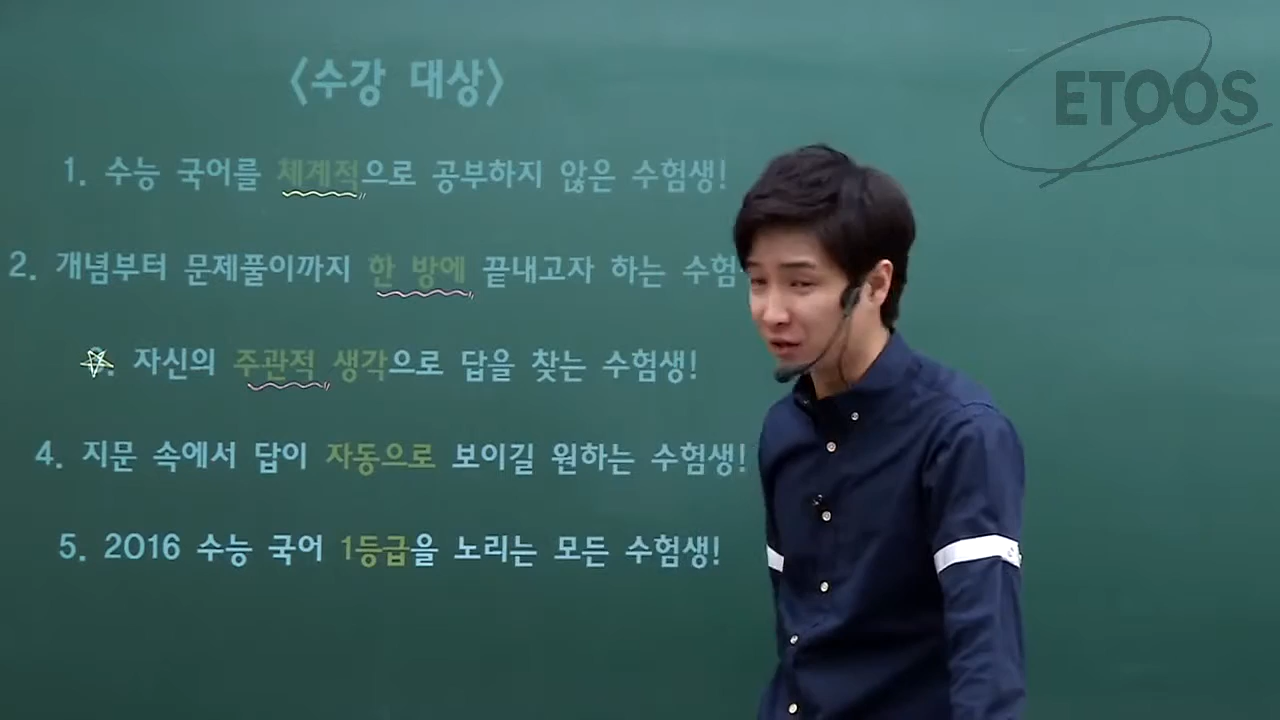 ETOOS
<수강 대상>
1. 수능 국어를 체계적으로 공부하지 않은 수험생!
2. 개념부터 문제풀이까지 한 방에 끝내고자 하는 수험
자신의 주관적 생각으로 답을 찾는 수험생!
4. 지문 속에서 답이 자동으로 보이길 원하는 수험생!
5. 2016 수능 국어 1등급을 노리는 모든 수험생!